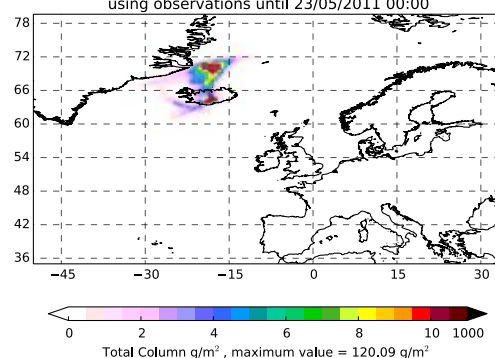 using observations until 23/05/2011 00:00
78
72
66
60
54
48
42
36
−45 −30 −15 0 15 30
0 2 4 6 8 10 1000
Total Column g/m² , maximum value = 120.09 g/m²